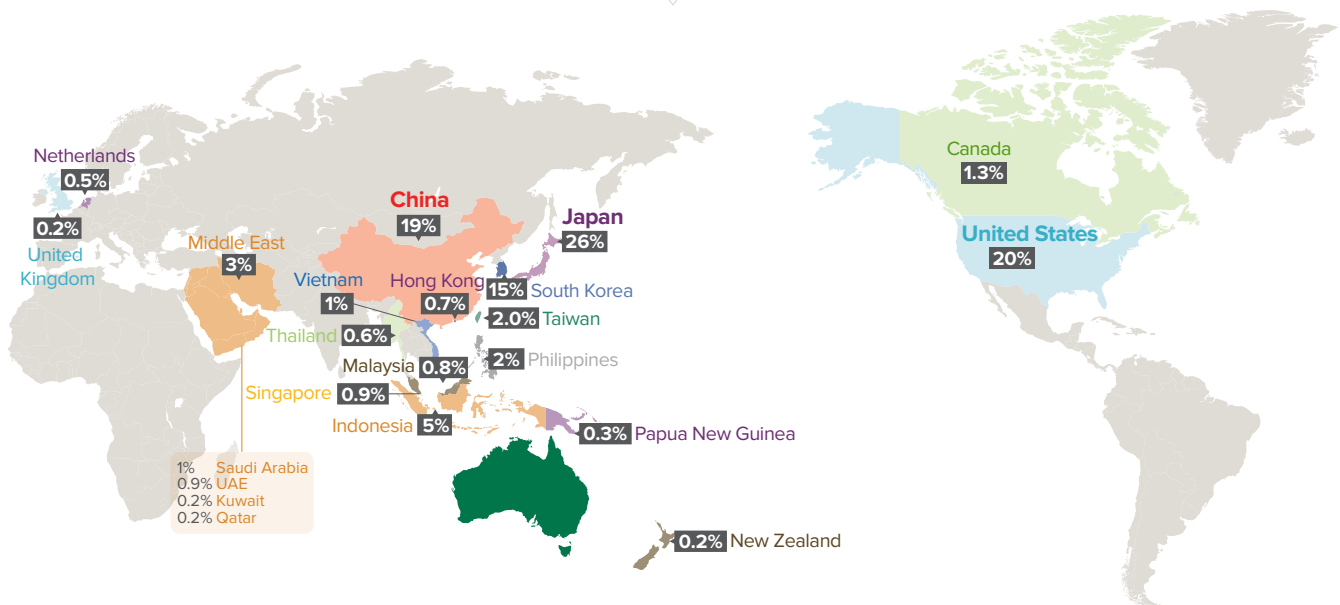 Netherlands
0.5%
0.2%
United
Kingdom
Middle East
3%
China
19%
Japan
26%
Vietnam
1%
Hong Kong
0.7%
15% South Korea
2.0% Taiwan
Thailand 0.6%
2% Philippines
Malaysia 0.8%
Singapore 0.9%
Indonesia 5%
0.3% Papua New Guinea
1% Saudi Arabia
0.9% UAE
0.2% Kuwait
0.2% Qatar
0.2% New Zealand
Canada
1.3%
United States
20%